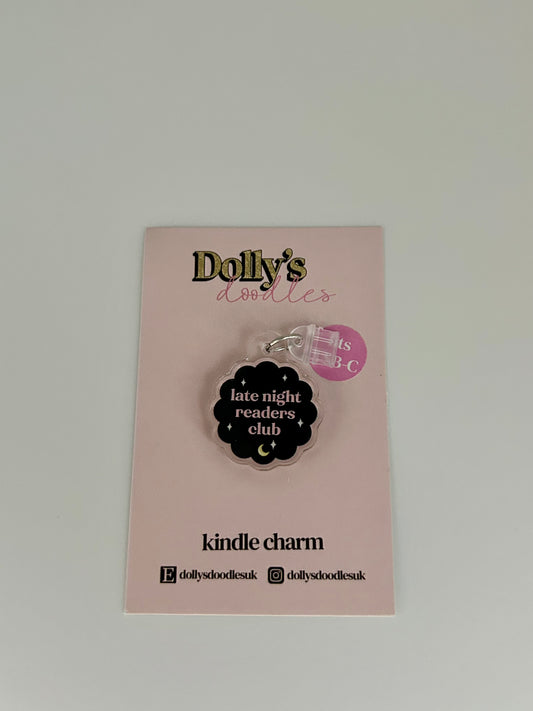 Dolly's
doodles
late night
readers
club
kindle charm
E dollysdoodlesuk dollysdoodlesuk